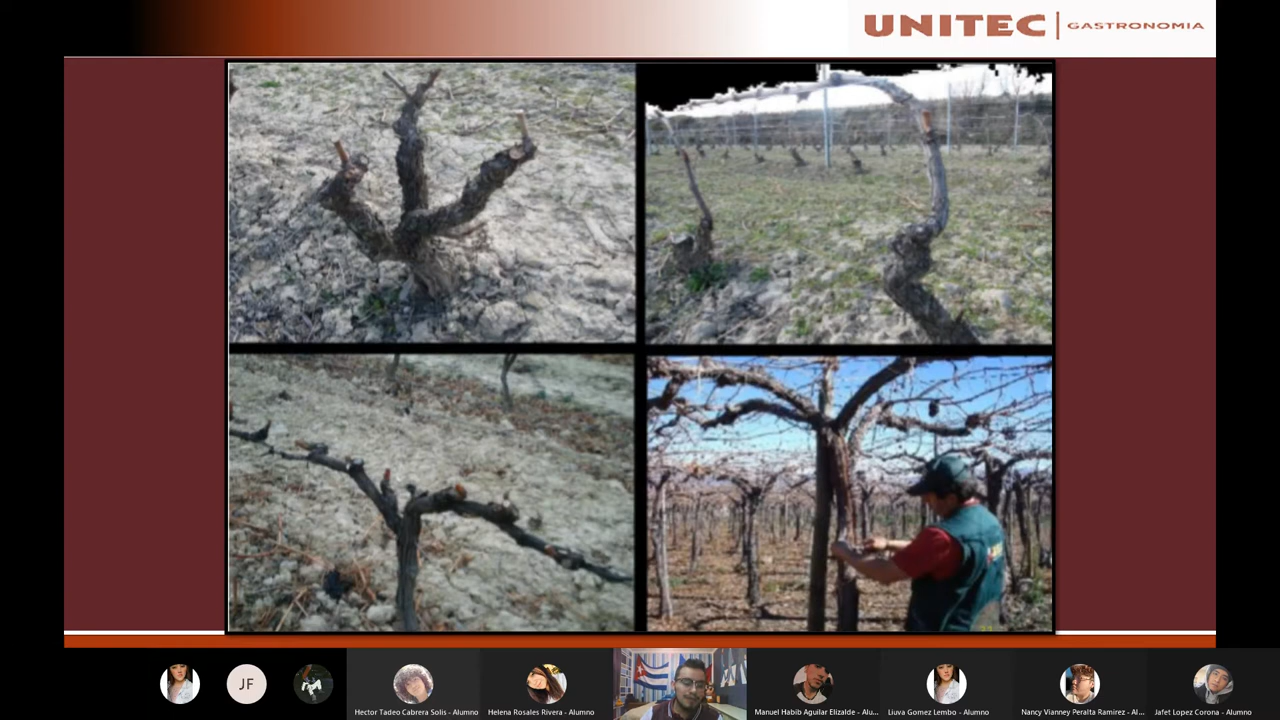 UNITEC | GASTRONOMIA
JF
Hector Tadeo Cabrera Solis - Alumno
Helena Rosales Rivera - Alumno
Manuel Habib Aguilar Elizalde - Alu...
Liuva Gomez Lembo - Alumno
Nancy Vianney Peralta Ramirez - Al...
Jafet Lopez Corona - Alumno